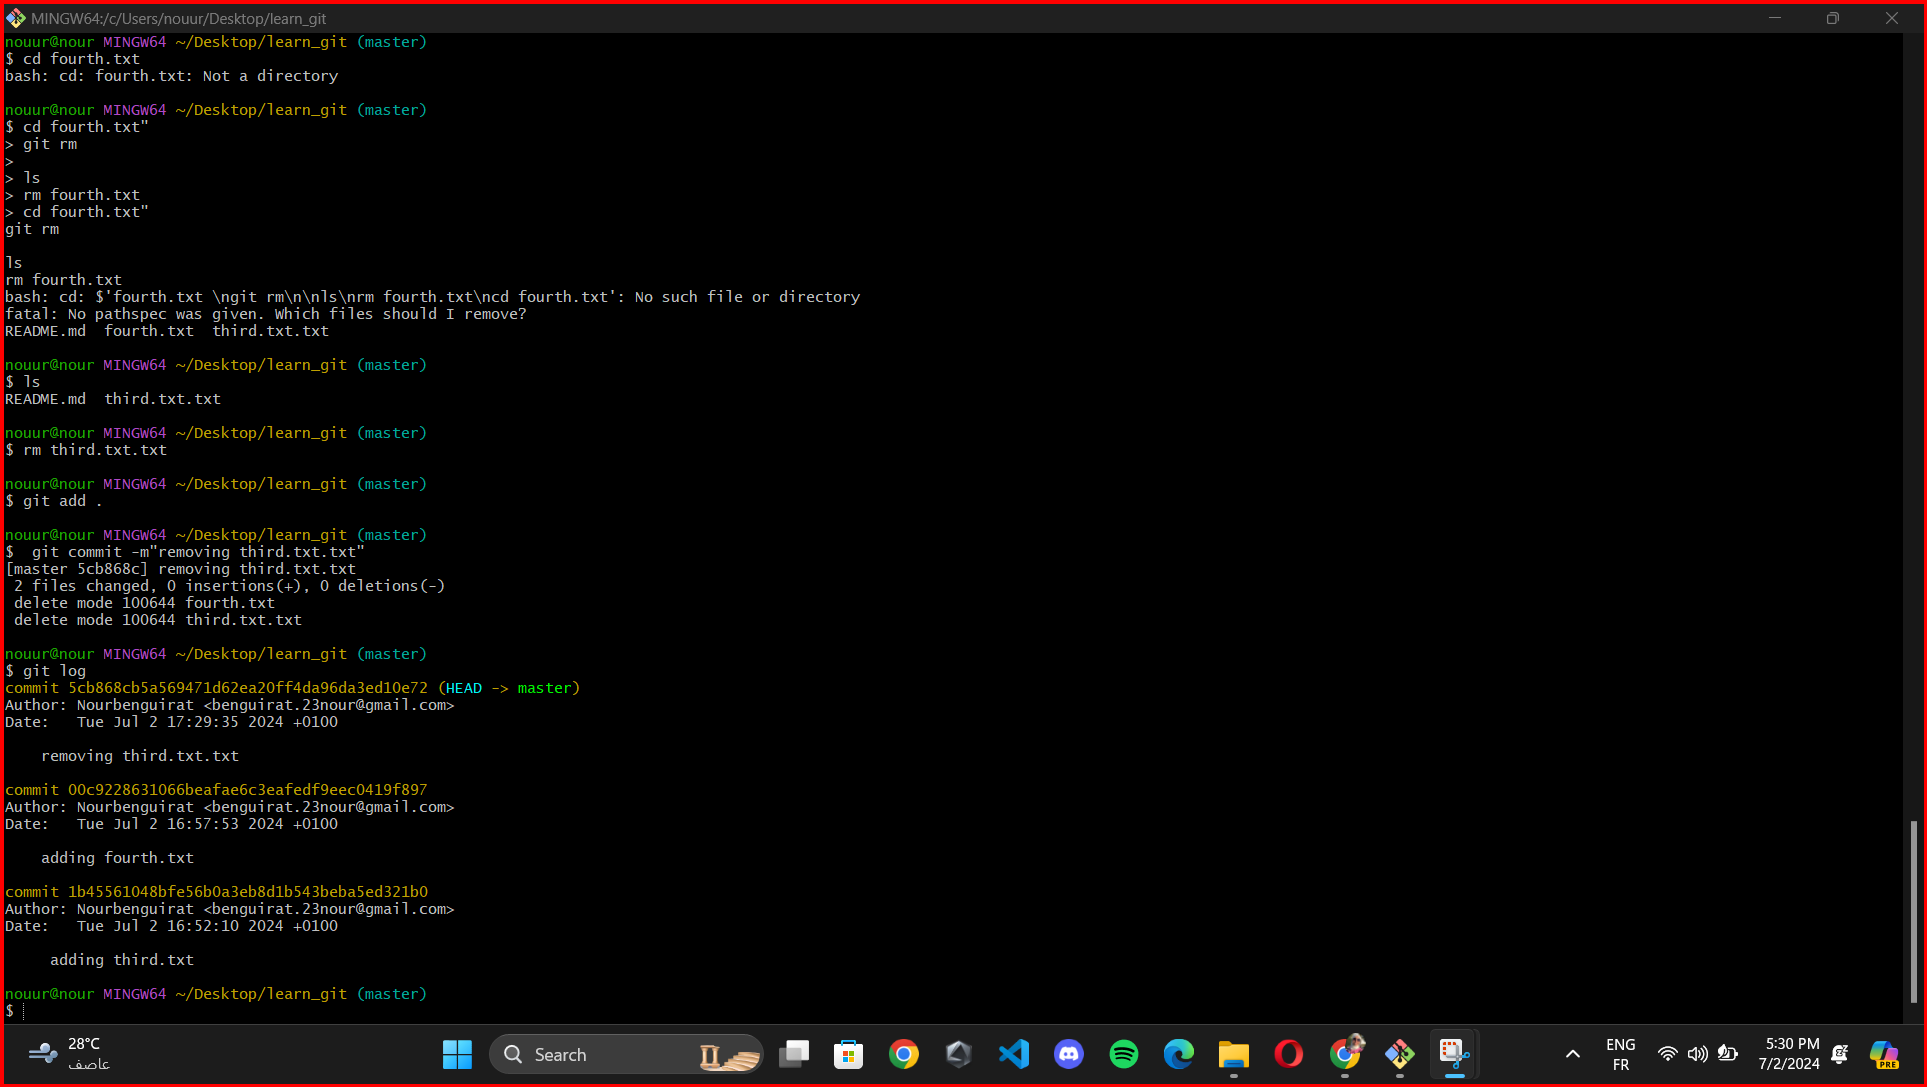 MINGW64:/c/Users/nouur/Desktop/learn_git
nouur@nour MINGW64 ~/Desktop/learn_git (master)
$ cd fourth.txt
bash: cd: fourth.txt: Not a directory
nouur@nour MINGW64 ~/Desktop/learn_git (master)
$ cd fourth.txt"
> git rm
>
> ls
> rm fourth.txt
> cd fourth.txt"
git rm
ls
rm fourth.txt
bash: cd: $'fourth.txt \ngit rm\n\nls\nrm fourth.txt\ncd fourth.txt': No such file or directory
fatal: No pathspec was given. Which files should I remove?
README.md  fourth.txt  third.txt.txt
nouur@nour MINGW64 ~/Desktop/learn_git (master)
$ ls
README.md  third.txt.txt
nouur@nour MINGW64 ~/Desktop/learn_git (master)
$ rm third.txt.txt
nouur@nour MINGW64 ~/Desktop/learn_git (master)
$ git add .
nouur@nour MINGW64 ~/Desktop/learn_git (master)
$  git commit -m"removing third.txt.txt"
[master 5cb868c] removing third.txt.txt
 2 files changed, 0 insertions(+), 0 deletions(-)
 delete mode 100644 fourth.txt
 delete mode 100644 third.txt.txt
nouur@nour MINGW64 ~/Desktop/learn_git (master)
$ git log
commit 5cb868cb5a569471d62ea20ff4da96da3ed10e72 (HEAD -> master)
Author: Nourbenguirat <benguirat.23nour@gmail.com>
Date:   Tue Jul 2 17:29:35 2024 +0100
    removing third.txt.txt
commit 00c9228631066beafae6c3eafedf9eec0419f897
Author: Nourbenguirat <benguirat.23nour@gmail.com>
Date:   Tue Jul 2 16:57:53 2024 +0100
    adding fourth.txt
commit 1b45561048bfe56b0a3eb8d1b543beba5ed321b0
Author: Nourbenguirat <benguirat.23nour@gmail.com>
Date:   Tue Jul 2 16:52:10 2024 +0100
     adding third.txt
nouur@nour MINGW64 ~/Desktop/learn_git (master)
$
28°C
عاصف
Search
PRE
ENG
FR
5:30 PM
7/2/2024